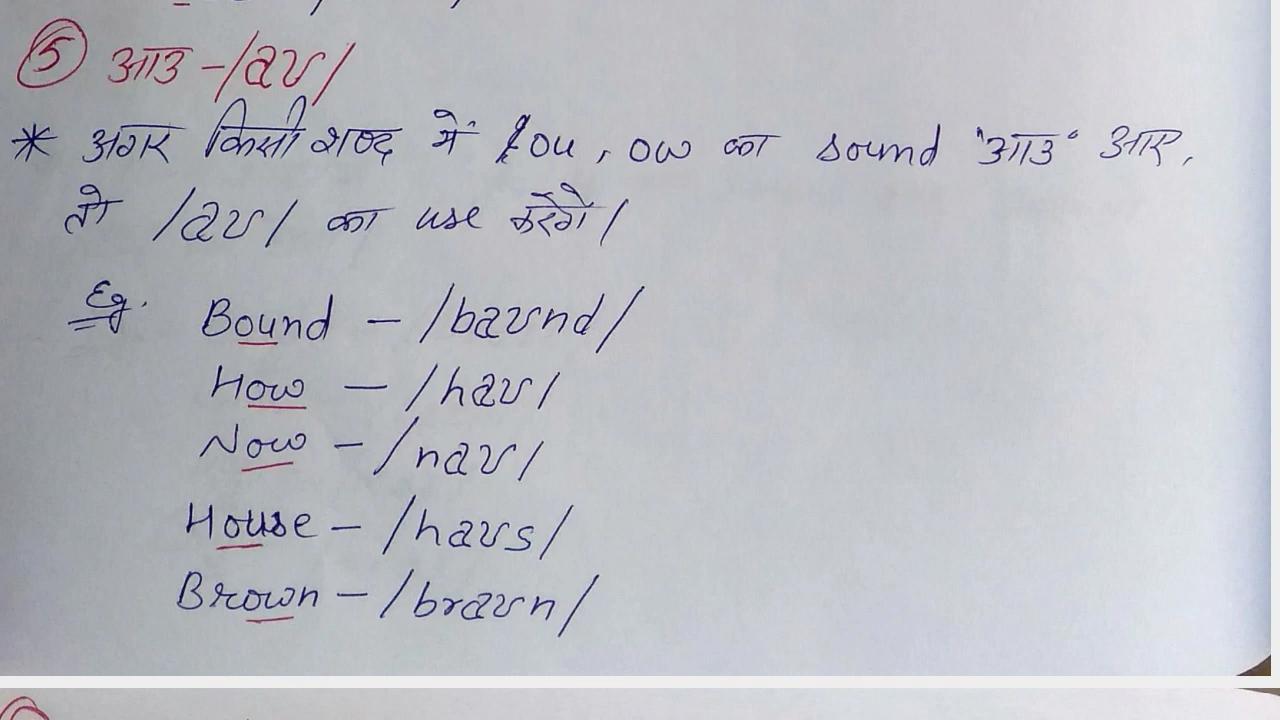 ⑤ आउ -/aʊ/
* अगर किसी शब्द में ou, ow का sound "आउ" आए,
तो /aʊ/ का use करेंगे।
Eg. Bound - /baʊnd/
How - /haʊ/
Now - /naʊ/
House - /haʊs/
Brown - /braʊn/